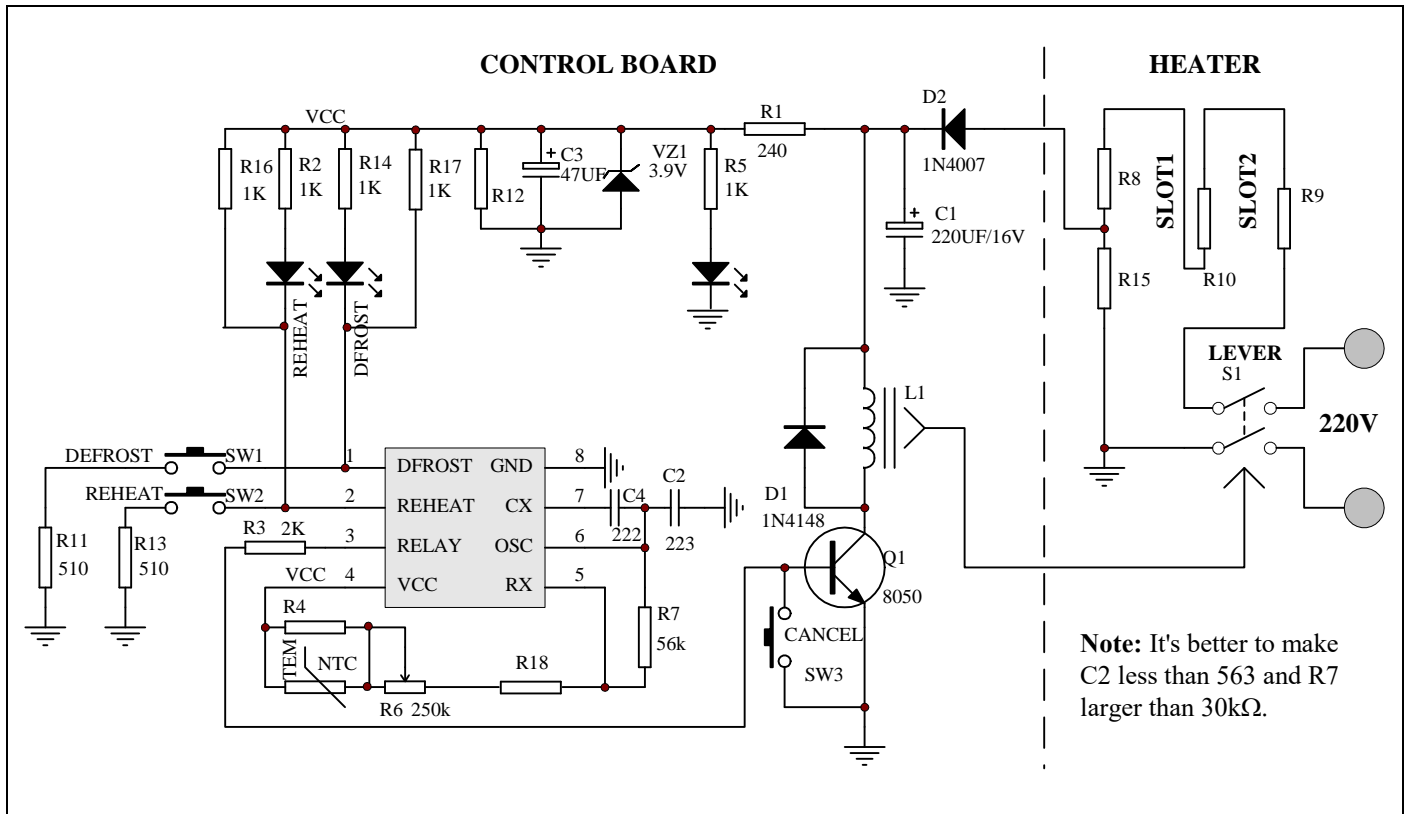 CONTROL BOARD
HEATER
VCC
R16
1K
R2
1K
R14
1K
R17
1K
R12
C3
47UF
VZ1
3.9V
R5
1K
R1
240
D2
1N4007
C1
220UF/16V
R8
R15
SLOT1
R10
SLOT2
R9
REHEAT
DFROST
LEVER
S1
220V
L1
D1
1N4148
Q1
8050
CANCEL
SW3
DEFROST
SW1
REHEAT
SW2
R11
510
R13
510
R3 2K
VCC
1
2
3
4
DFROST GND
REHEAT CX
RELAY OSC
VCC RX
8
7
6
5
C4
222
C2
223
R4
TEM
NTC
R6 250k
R18
R7
56k
Note: It's better to make
C2 less than 563 and R7
larger than 30kΩ.